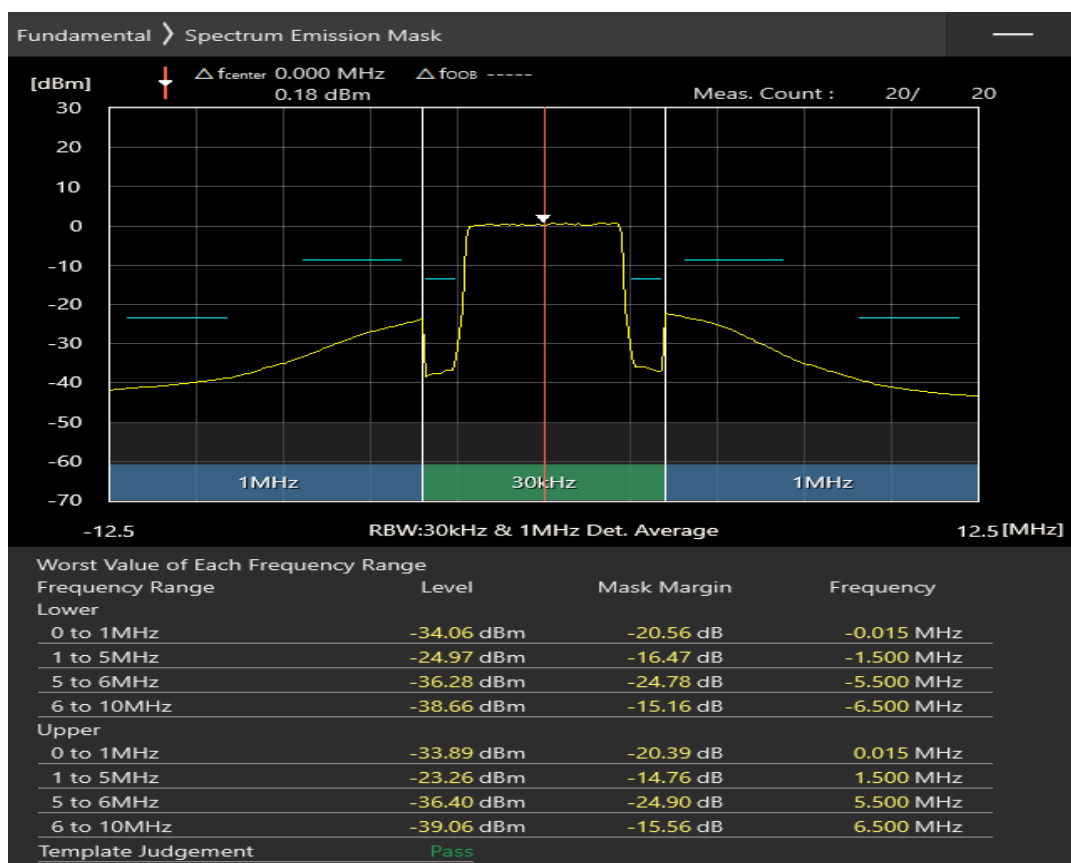 Fundamental ❯ Spectrum Emission Mask
△ fcenter 0.000 MHz △ fOOB -----
[dBm] 0.18 dBm Meas. Count : 20/ 20
30
20
10
0
-10
-20
-30
-40
-50
-60
1MHz 30kHz 1MHz
-70
-12.5 RBW:30kHz & 1MHz Det. Average 12.5 [MHz]
Worst Value of Each Frequency Range
Frequency Range Level Mask Margin Frequency
Lower
0 to 1MHz -34.06 dBm -20.56 dB -0.015 MHz
1 to 5MHz -24.97 dBm -16.47 dB -1.500 MHz
5 to 6MHz -36.28 dBm -24.78 dB -5.500 MHz
6 to 10MHz -38.66 dBm -15.16 dB -6.500 MHz
Upper
0 to 1MHz -33.89 dBm -20.39 dB 0.015 MHz
1 to 5MHz -23.26 dBm -14.76 dB 1.500 MHz
5 to 6MHz -36.40 dBm -24.90 dB 5.500 MHz
6 to 10MHz -39.06 dBm -15.56 dB 6.500 MHz
Template Judgement Pass